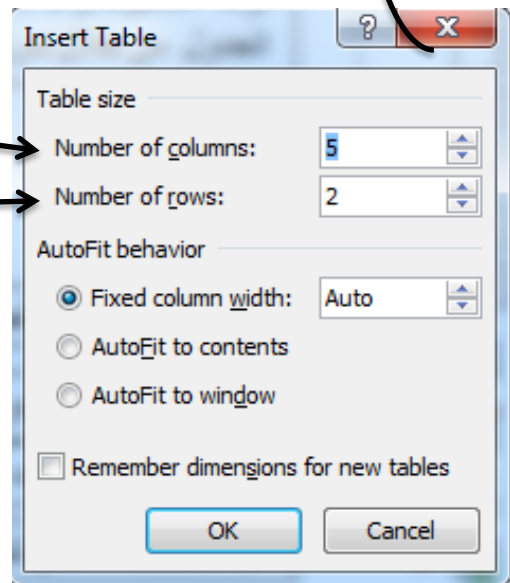 Insert Table
Table size
Number of columns: 5
Number of rows: 2
AutoFit behavior
Fixed column width: Auto
AutoFit to contents
AutoFit to window
Remember dimensions for new tables
OK Cancel